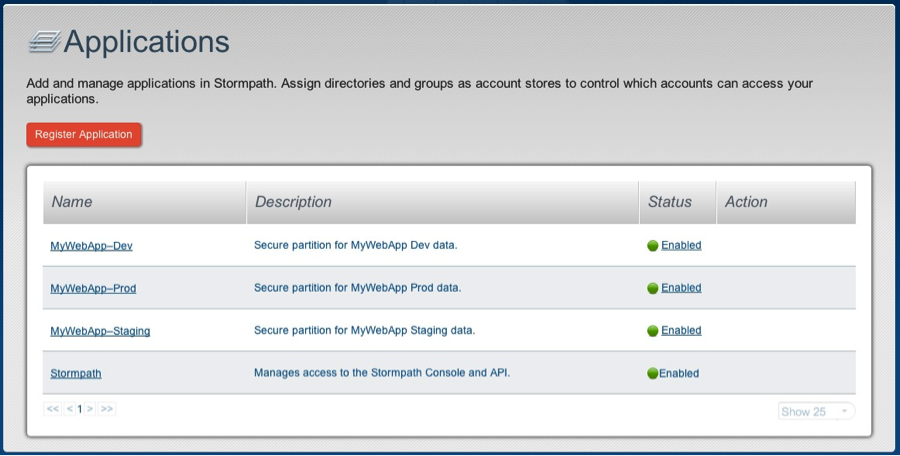 Applications
Add and manage applications in Stormpath. Assign directories and groups as account stores to control which accounts can access your
applications.
Register Application
Name Description Status Action
MyWebApp–Dev Secure partition for MyWebApp Dev data. Enabled
MyWebApp–Prod Secure partition for MyWebApp Prod data. Enabled
MyWebApp–Staging Secure partition for MyWebApp Staging data. Enabled
Stormpath Manages access to the Stormpath Console and API. Enabled
<< < 1 > >> Show 25